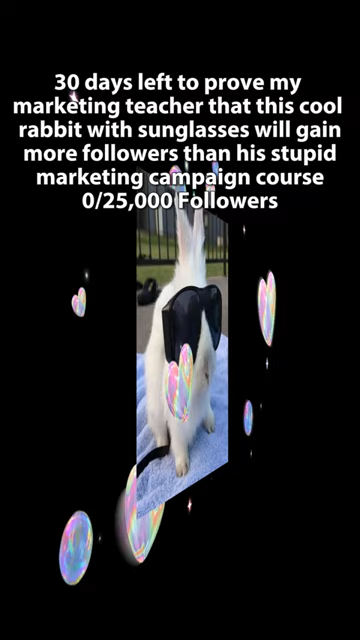 30 days left to prove my
marketing teacher that this cool
rabbit with sunglasses will gain
more followers than his stupid
marketing campaign course
0/25,000 Followers